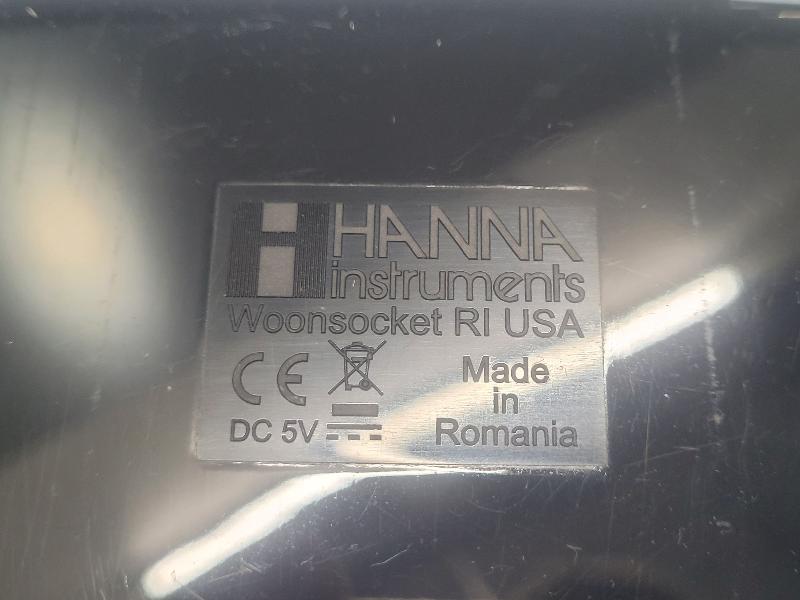 HANNA
instruments
Woonsocket RI USA
CE
Made
in
Romania
DC 5V